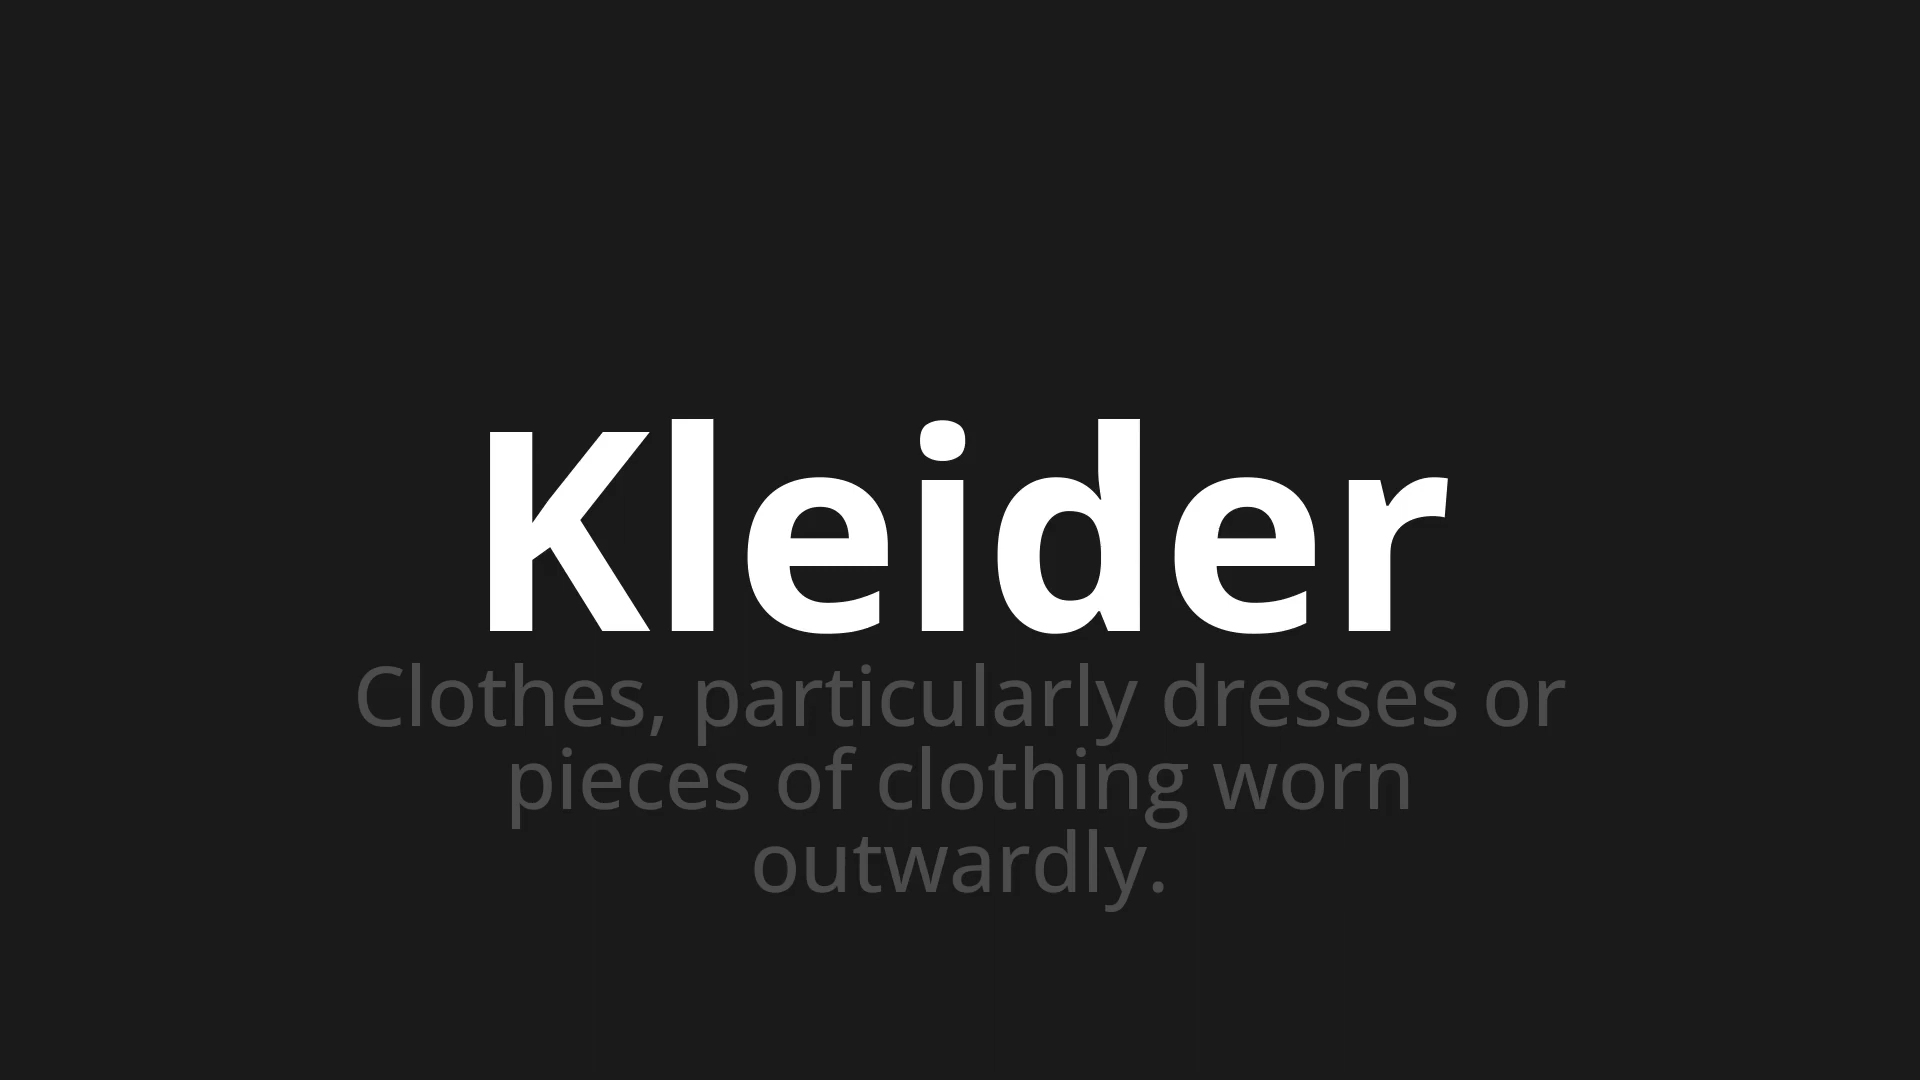 Kleider
Clothes, particularly dresses or
pieces of clothing worn
outwardly.